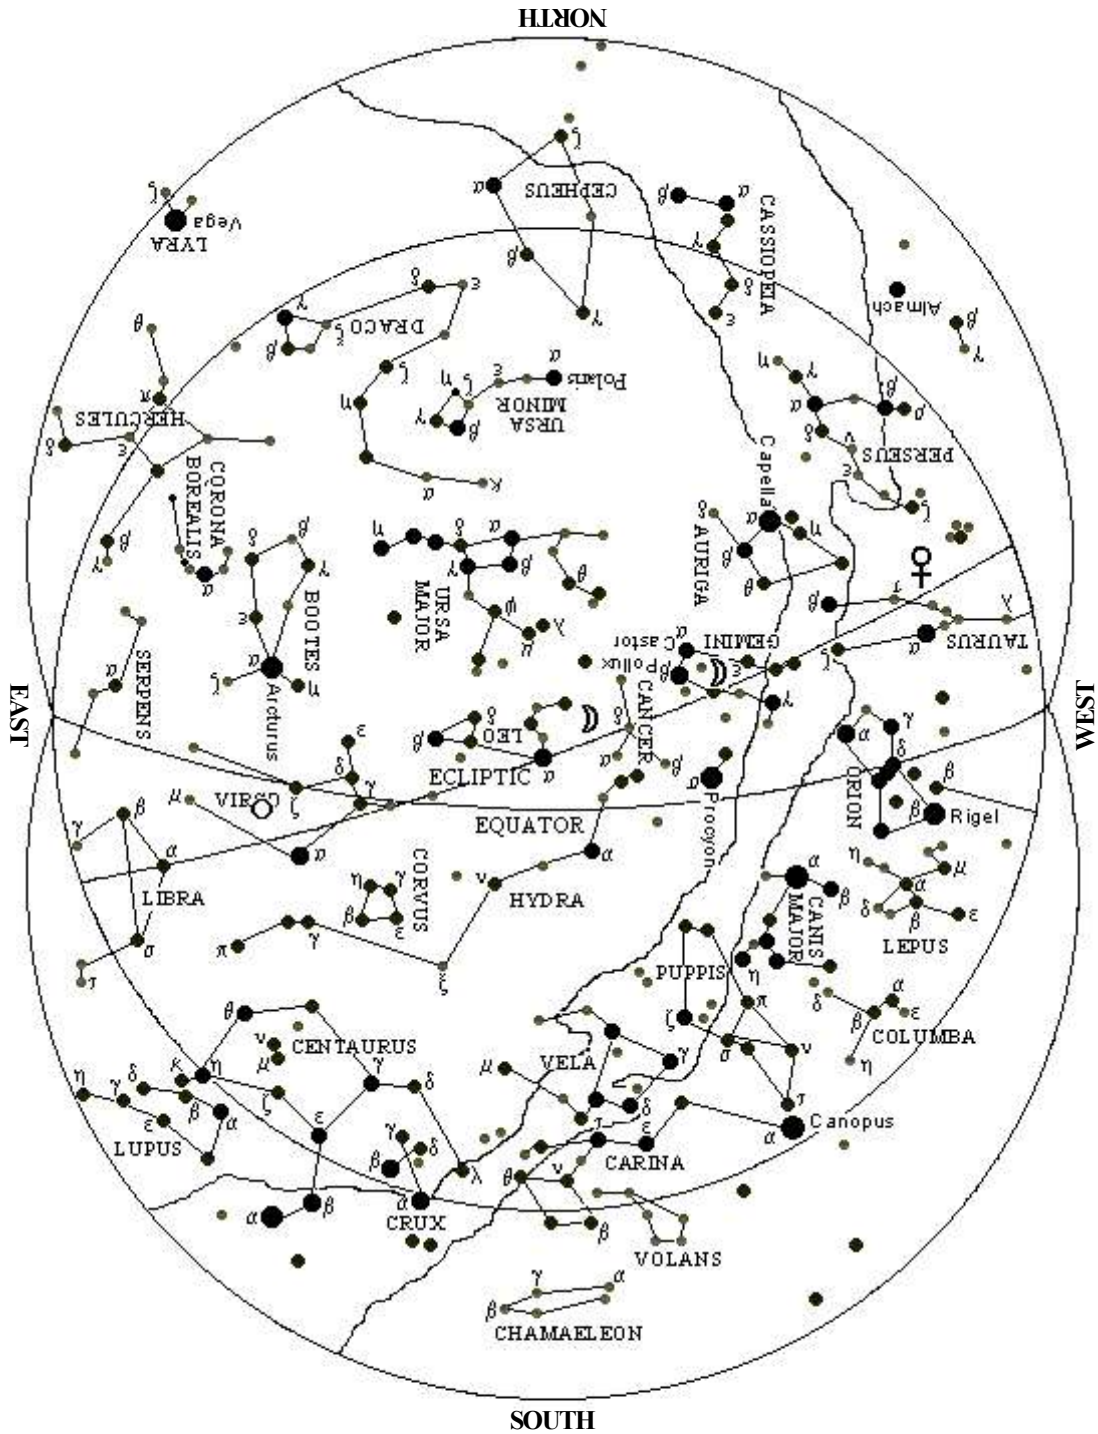 NORTH
ζ
α
CEPHEUS
β
α
CASSIOPEIA
ζ
Vega
LYRA
γ
β
γ
δ
ε
δ
ε
Almach
β
γ
γ
β
ξ
DRACO
θ
ζ
η
α
Polaris
ε
ζ
η
URSA
MINOR
γ
β
η
γ
α
β
ρ
δ
ν
PERSEUS
ε
ζ
π
HERCULES
δ
ε
β
γ
CORONA
BOREALIS
α
α
κ
Capella
δ
α
η
AURIGA
β
θ
δ
β
γ
BOOTES
ε
α
ζ
η
Arcturus
η
δ
α
γ
β
URSA
MAJOR
θ
ψ
λ
μ
♀
β
τ
λ
α
TAURUS
ζ
α
Castor
Pollux
β
GEMINI
ε
γ
SERPENS
α
EAST
WEST
ε
δ
γ
β
δ
LEO
α
ECLIPTIC
δ
CANCER
α
β
α
Procyon
α
γ
δ
ORION
β
β
Rigel
μ
VIRGO
ζ
α
EQUATOR
γ
β
α
LIBRA
σ
τ
CORVUS
η
γ
β
ε
ν
α
HYDRA
π
γ
ξ
α
β
CANIS
MAJOR
η
η
μ
α
δ
β
ε
LEPUS
PUPPIS
ζ
π
σ
ν
τ
δ
α
β
ε
COLUMBA
η
θ
ν
μ
CENTAURUS
κ
η
γ
δ
ζ
ε
η
γ
δ
β
α
ε
LUPUS
μ
VELA
γ
δ
Canopus
α
ε
ι
CARINA
γ
δ
β
α
CRUX
λ
α
β
θ
ν
β
VOLANS
γ
α
β
CHAMAELEON
SOUTH